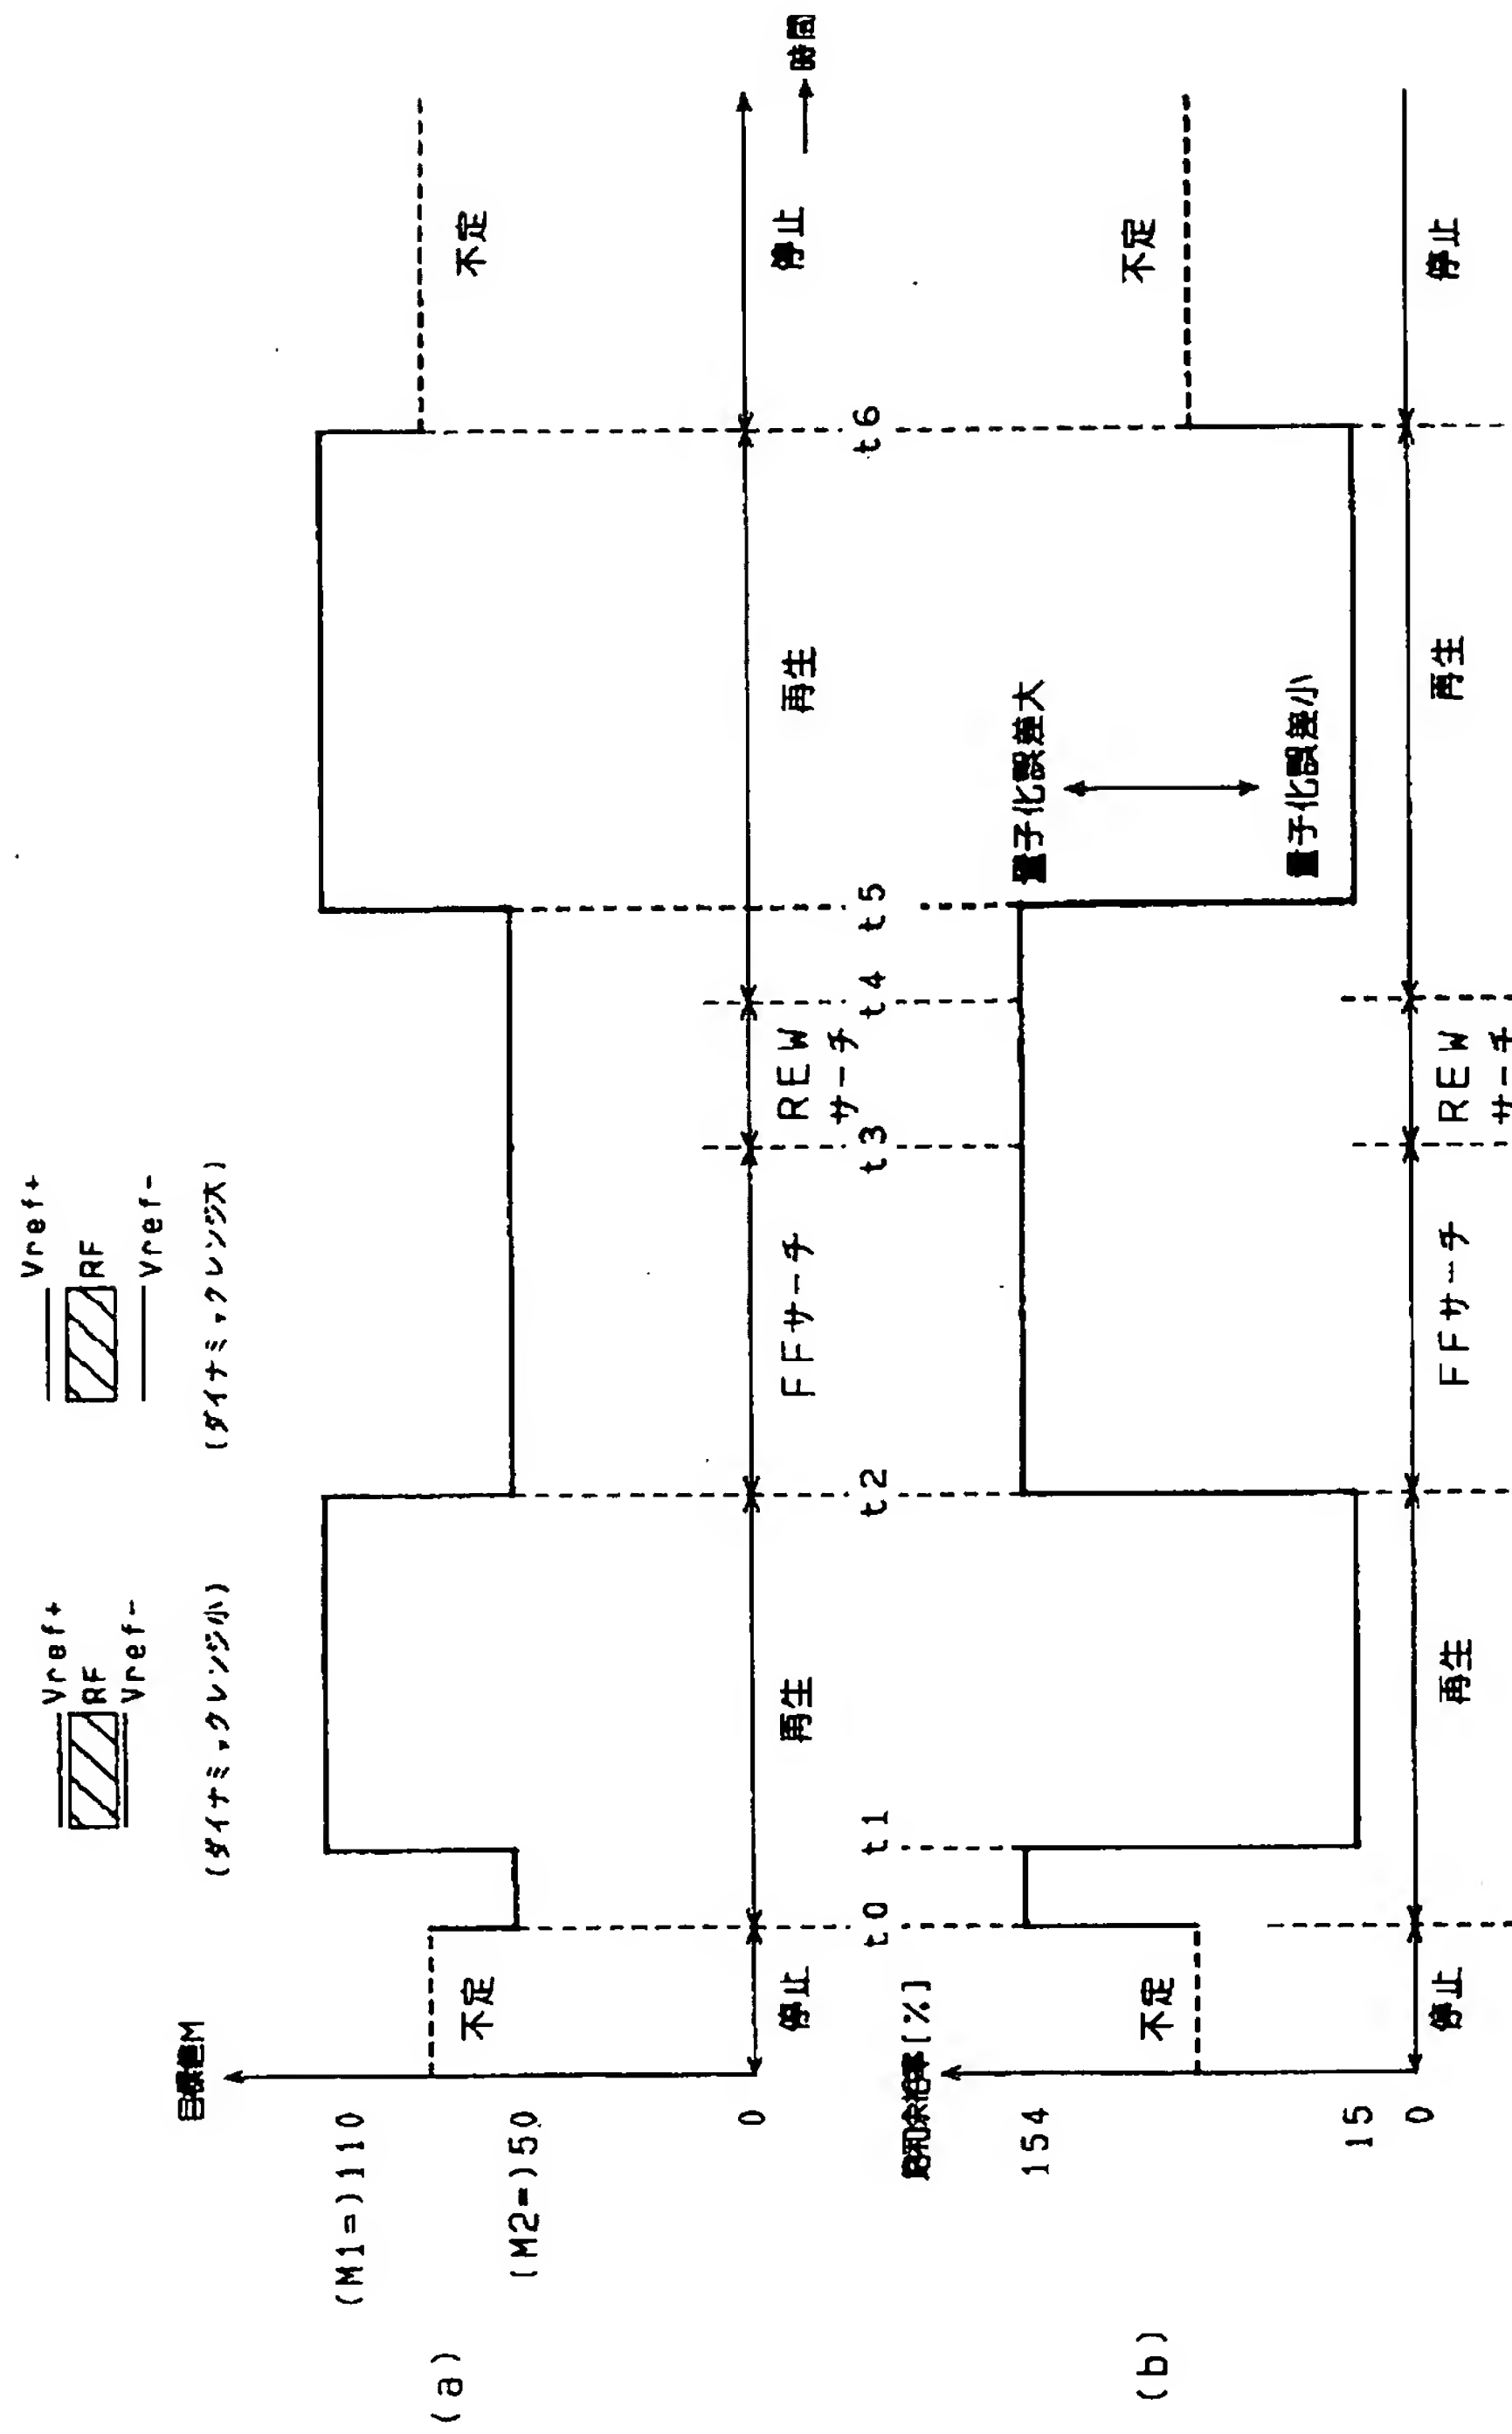 Vref+
RF
Vref-
(ダイナミックレンジ小)
Vref+
RF
Vref-
(ダイナミックレンジ大)
(a)
目標値M
(M1=)110
(M2=)50
0
不定
不定
停止
再生
FFサーチ
REW
サーチ
再生
停止
時間
t0
t1
t2
t3
t4
t5
t6
(b)
飽和余裕率[%]
154
15
0
不定
量子化誤差大
量子化誤差小
不定
停止
再生
FFサーチ
REW
サーチ
再生
停止